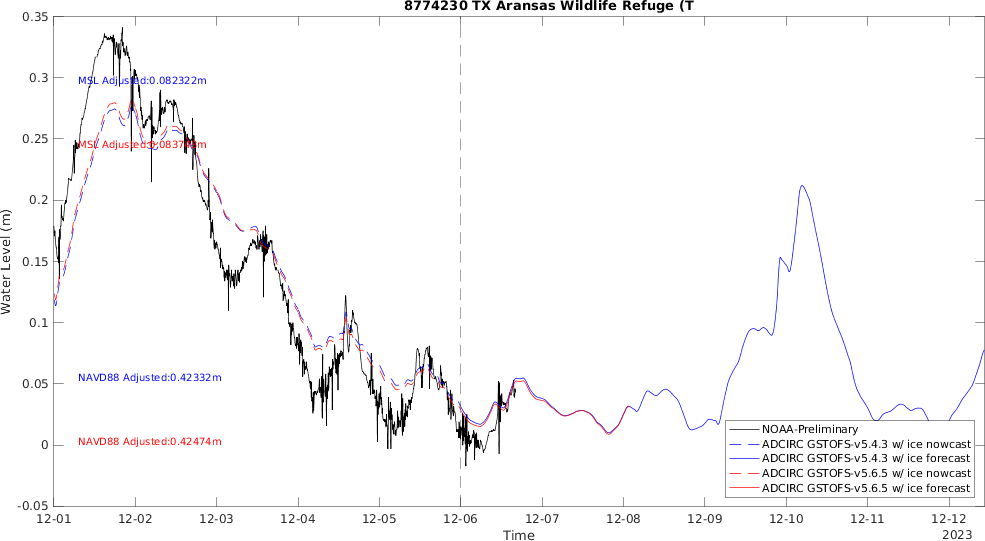 8774230 TX Aransas Wildlife Refuge (T
0.35
0.3
0.25
0.2
0.15
0.1
0.05
0
-0.05
Water Level (m)
MSL Adjusted:0.082322m
MSL
NAVD88 Adjusted:0.42332m
NAVD88 Adjusted:0.42474m
NOAA-Preliminary
ADCIRC GSTOFS-v5.4.3 w/ ice nowcast
ADCIRC GSTOFS-v5.4.3 w/ ice forecast
ADCIRC GSTOFS-v5.6.5 w/ ice nowcast
ADCIRC GSTOFS-v5.6.5 w/ ice forecast
12-01 12-02 12-03 12-04 12-05 12-06 12-07 12-08 12-09 12-10 12-11 12-12
Time
2023